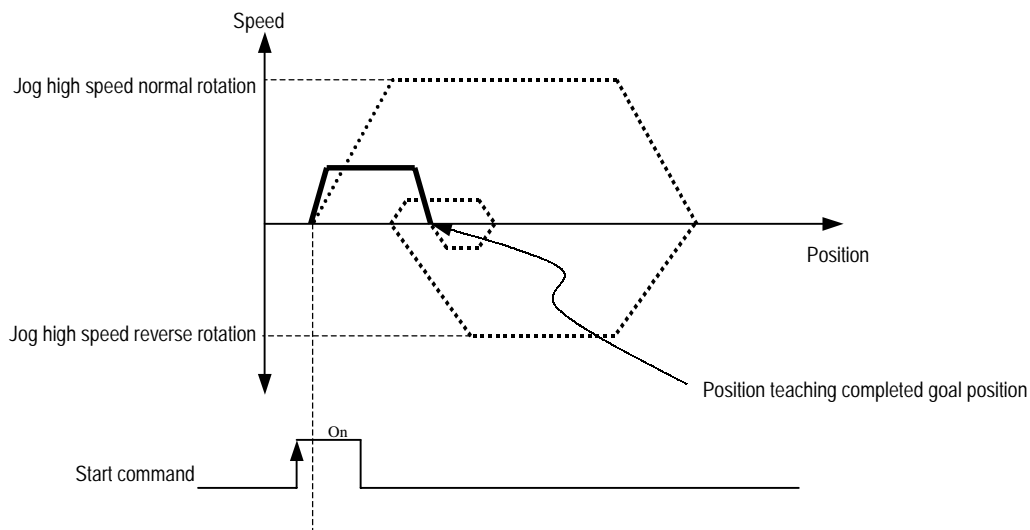 Speed
Jog high speed normal rotation
Position
Jog high speed reverse rotation
Position teaching completed goal position
On
Start command